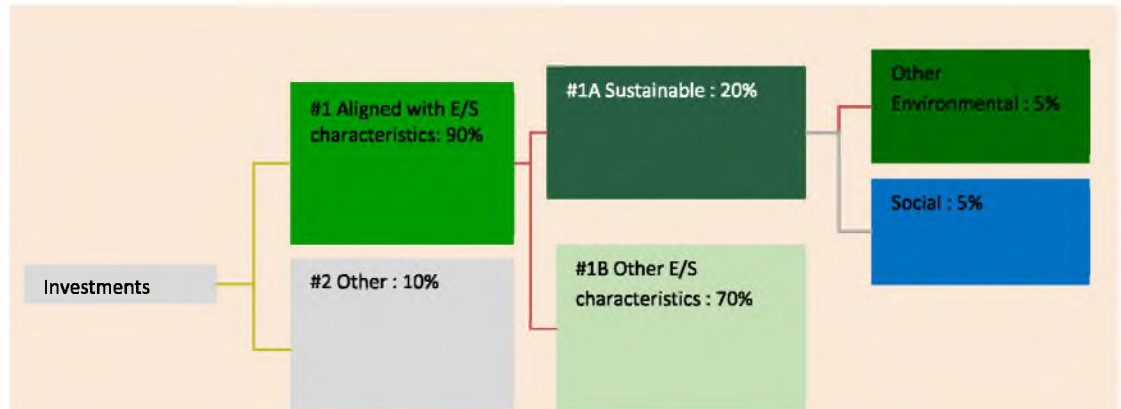 Investments
#1 Aligned with E/S
characteristics: 90%
#2 Other : 10%
#1A Sustainable : 20%
#1B Other E/S
characteristics : 70%
Other
Environmental : 5%
Social : 5%